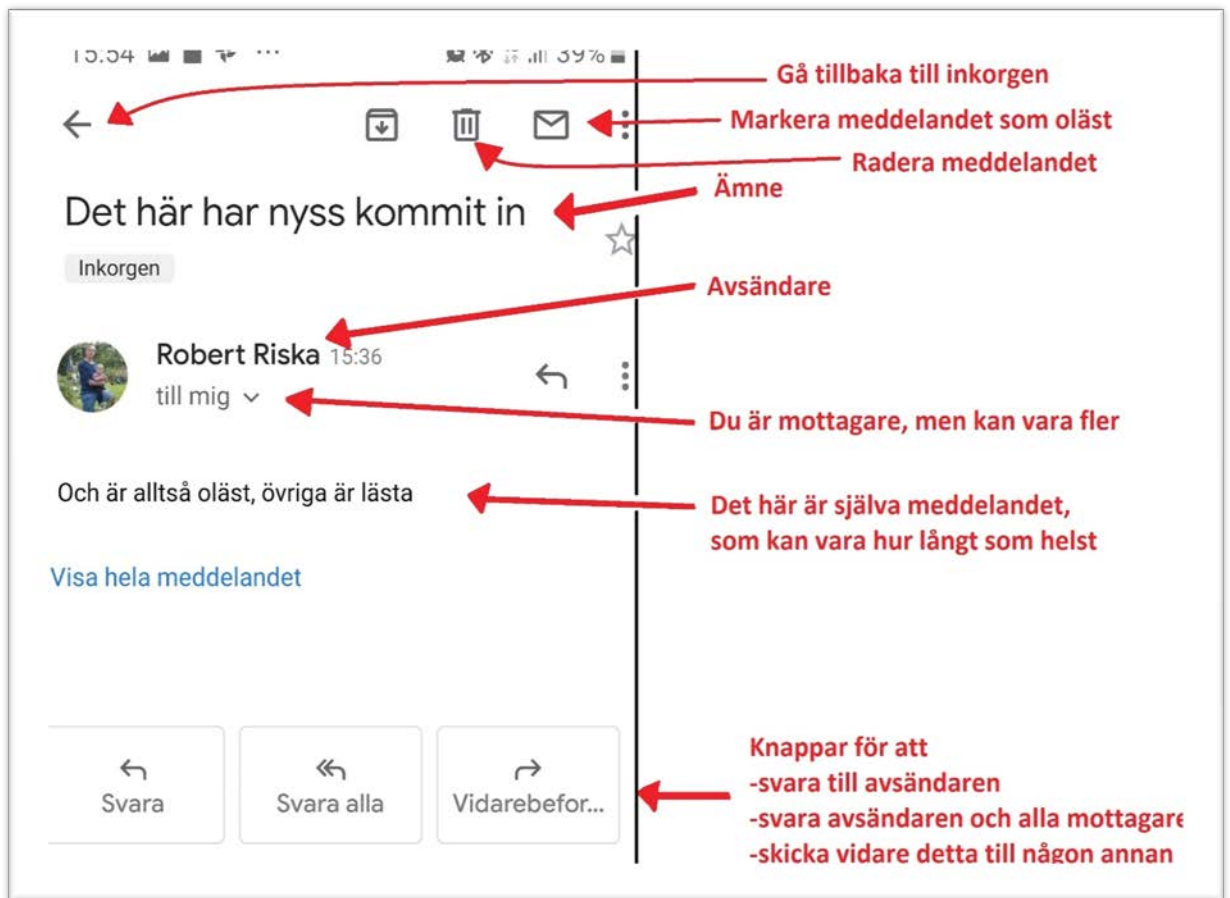 15:54 ... 39%
Gå tillbaka till inkorgen
Markera meddelandet som oläst
Radera meddelandet
Ämne
Det här har nyss kommit in
Inkorgen
Avsändare
Robert Riska 15:36
till mig
Du är mottagare, men kan vara fler
Och är alltså oläst, övriga är lästa
Det här är själva meddelandet,
som kan vara hur långt som helst
Visa hela meddelandet
Svara
Svara alla
Vidarebefor...
Knappar för att
-svara till avsändaren
-svara avsändaren och alla mottagare
-skicka vidare detta till någon annan